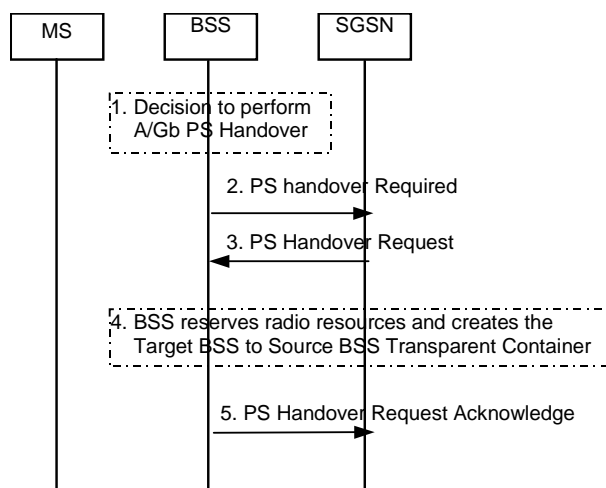 MS
BSS
SGSN
1. Decision to perform
A/Gb PS Handover
2. PS handover Required
3. PS Handover Request
4. BSS reserves radio resources and creates the
Target BSS to Source BSS Transparent Container
5. PS Handover Request Acknowledge